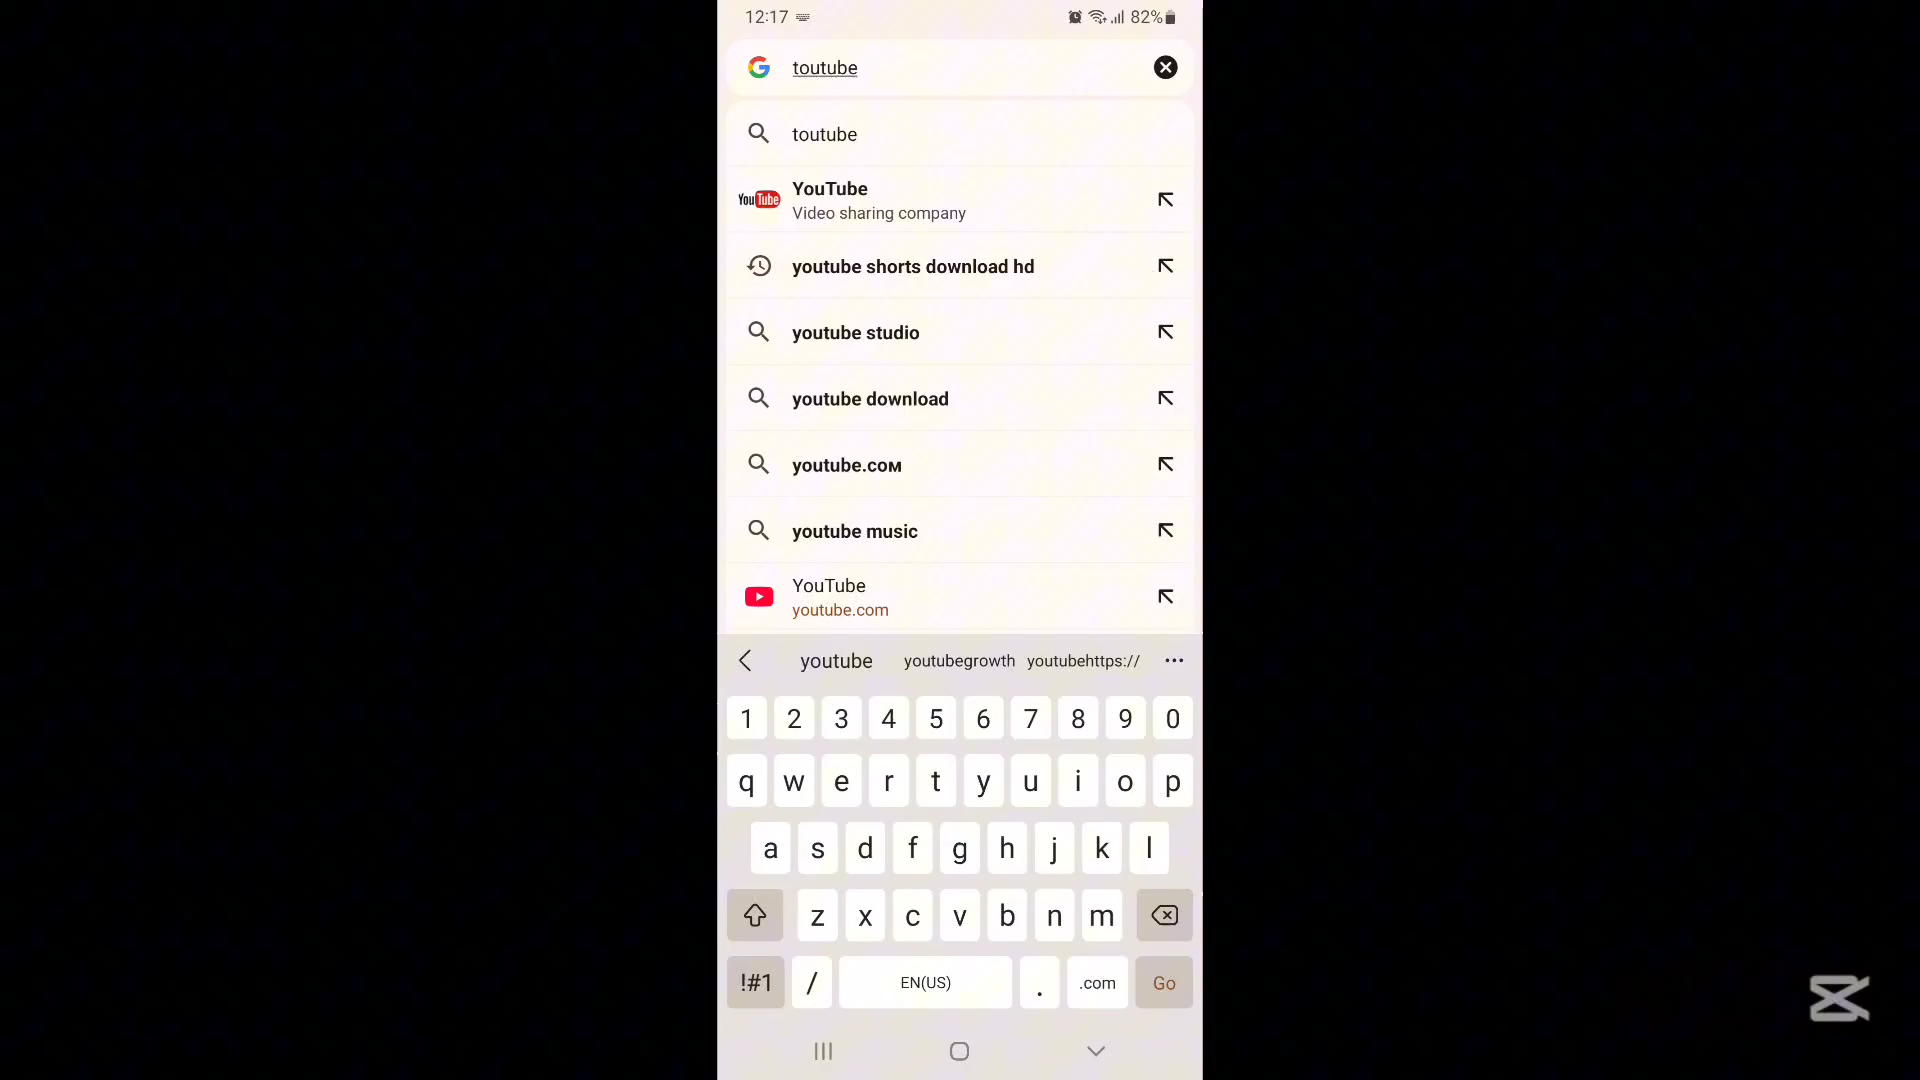 12:17
82%
toutube
toutube
YouTube
YouTube
Video sharing company
youtube shorts download hd
youtube studio
youtube download
youtube.coм
youtube music
YouTube
youtube.com
youtube youtubegrowth youtubehttps://
1 2 3 4 5 6 7 8 9 0
q w e r t y u i o p
a s d f g h j k l
z x c v b n m
!#1 / EN(US) . .com Go